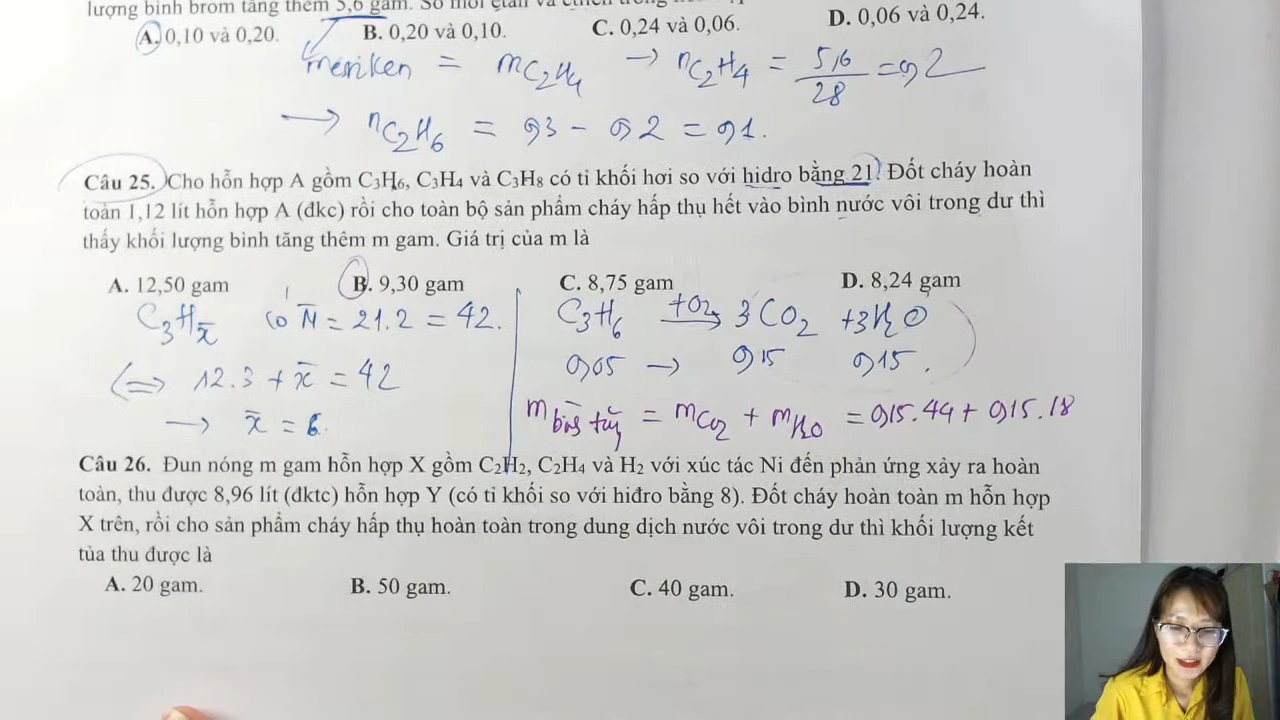 lượng bình brom tăng thêm 5,6 gam. Số mol etan và etilen trong
A. 0,10 và 0,20. B. 0,20 và 0,10. C. 0,24 và 0,06. D. 0,06 và 0,24.
= mC2H4 → nC2H4 = 5,6/28 = 0,2
→ nC2H6 = 0,3 - 0,2 = 0,1.
Câu 25. Cho hỗn hợp A gồm C3H6, C3H4 và C3H8 có tỉ khối hơi so với hidro bằng 21. Đốt cháy hoàn
toàn 1,12 lít hỗn hợp A (đkc) rồi cho toàn bộ sản phẩm cháy hấp thụ hết vào bình nước vôi trong dư thì
thấy khối lượng bình tăng thêm m gam. Giá trị của m là
A. 12,50 gam B. 9,30 gam C. 8,75 gam D. 8,24 gam
C3Hx̄ có M̄ = 21.2 = 42.
⇔ 12.3 + x̄ = 42
→ x̄ = 6.
C3H6 +O2→ 3CO2 + 3H2O
0,05 → 0,15 0,15.
m bình tăng = mCO2 + mH2O = 0,15.44 + 0,15.18
Câu 26. Đun nóng m gam hỗn hợp X gồm C2H2, C2H4 và H2 với xúc tác Ni đến phản ứng xảy ra hoàn
toàn, thu được 8,96 lít (đktc) hỗn hợp Y (có tỉ khối so với hiđro bằng 8). Đốt cháy hoàn toàn m hỗn hợp
X trên, rồi cho sản phẩm cháy hấp thụ hoàn toàn trong dung dịch nước vôi trong dư thì khối lượng kết
tủa thu được là
A. 20 gam. B. 50 gam. C. 40 gam. D. 30 gam.